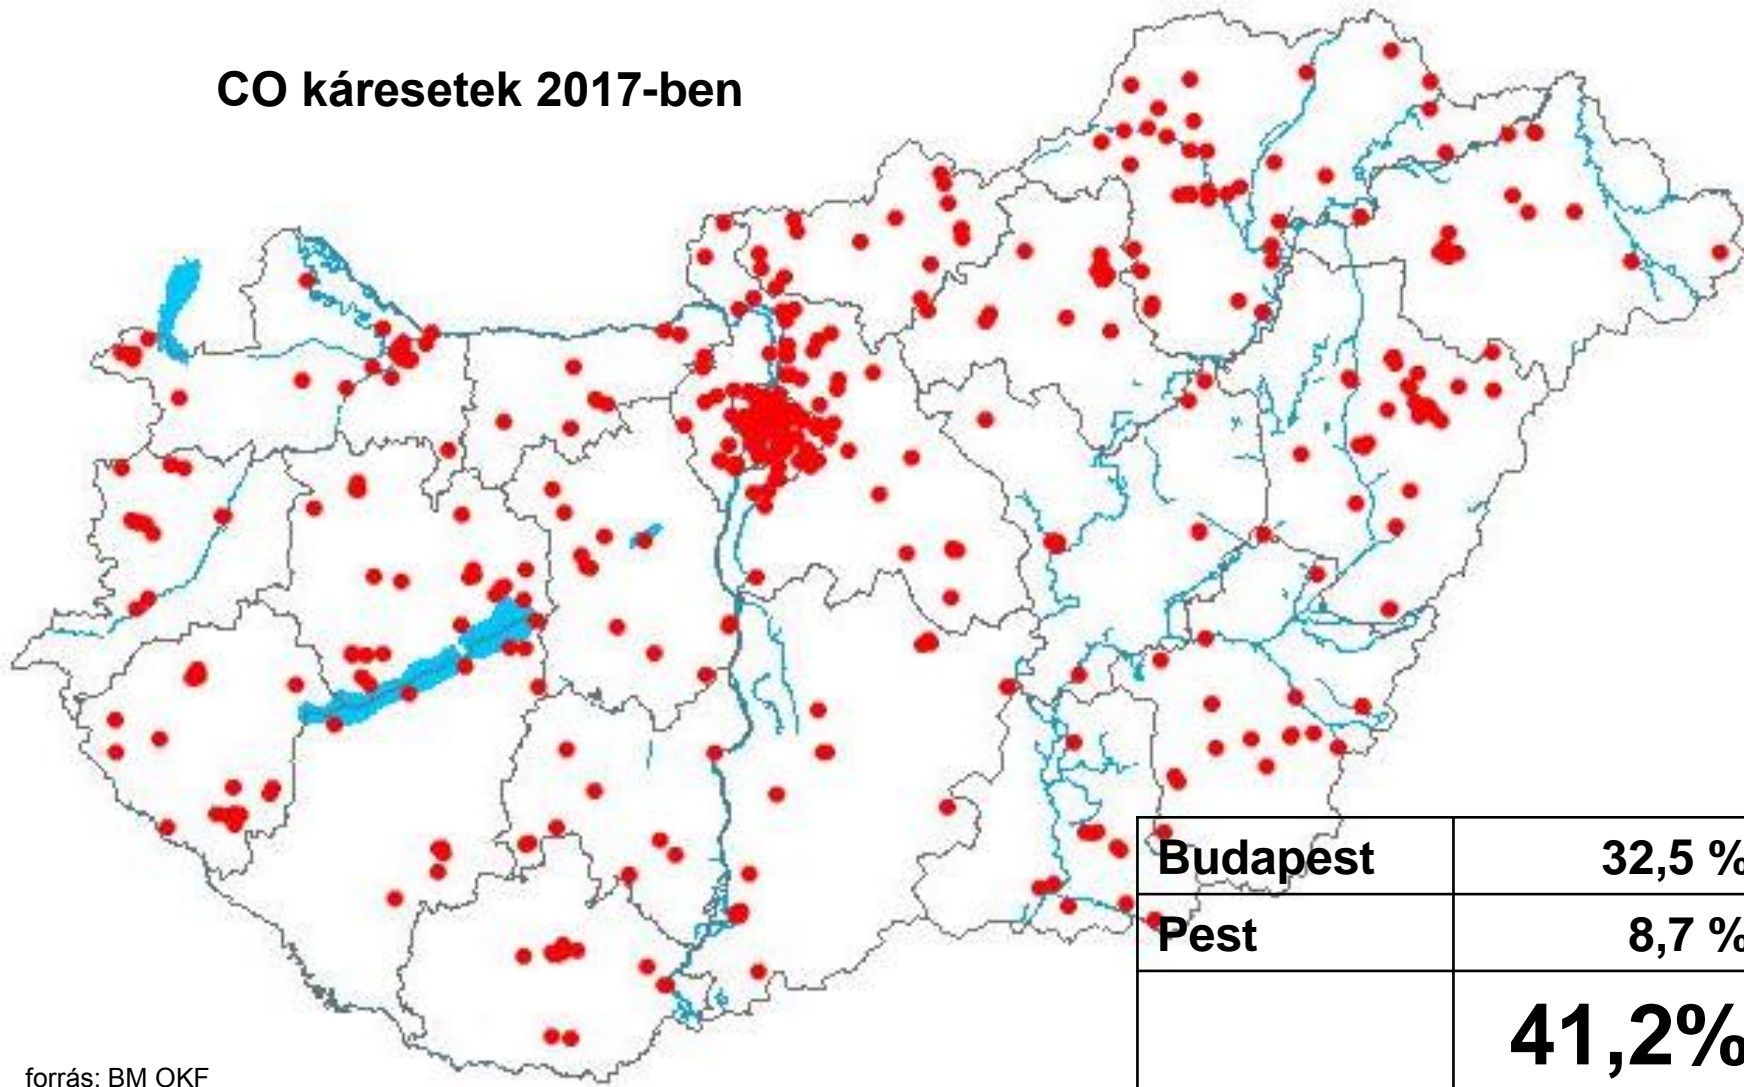 CO káresetek 2017-ben
Budapest 32,5 %
Pest 8,7 %
41,2%
forrás: BM OKF